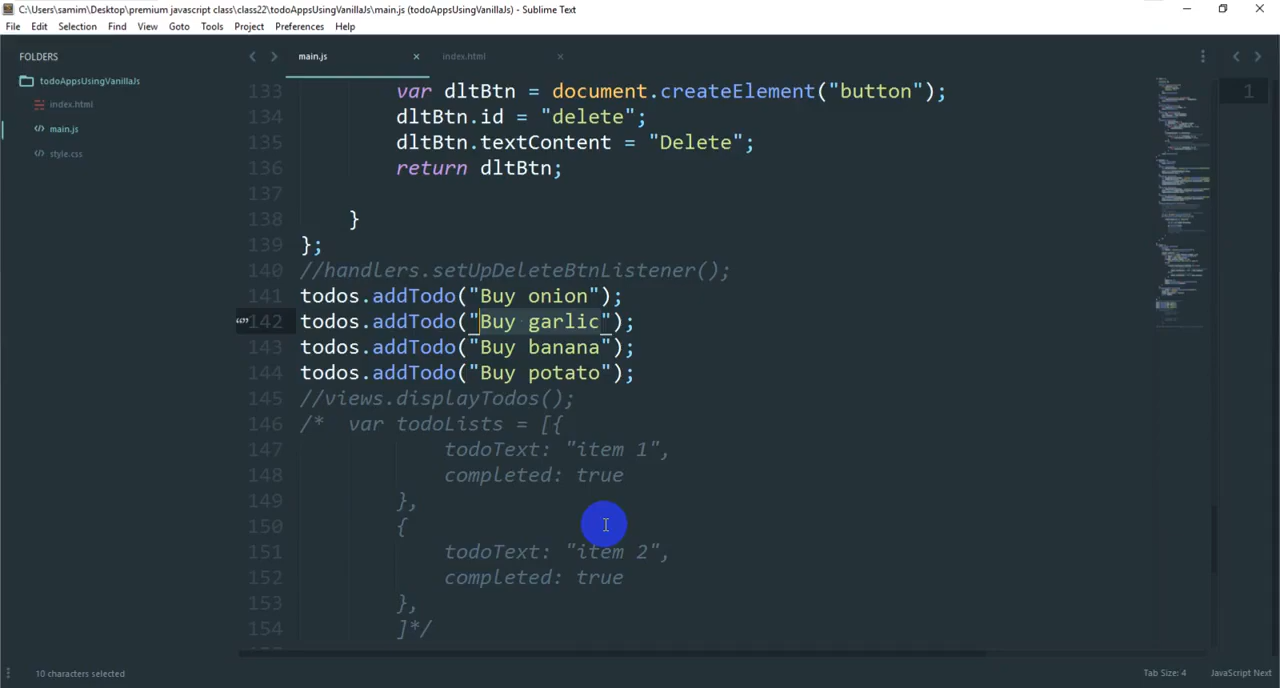 C:\Users\samim\Desktop\premium javascript class\class22\todoAppsUsingVanillaJs\main.js (todoAppsUsingVanillaJs) - Sublime Text
File Edit Selection Find View Goto Tools Project Preferences Help
FOLDERS
todoAppsUsingVanillaJs
index.html
main.js
style.css
main.js index.html
133 var dltBtn = document.createElement("button");
134 dltBtn.id = "delete";
135 dltBtn.textContent = "Delete";
136 return dltBtn;
137
138 }
139 };
140 //handlers.setUpDeleteBtnListener();
141 todos.addTodo("Buy onion");
142 todos.addTodo("Buy garlic");
143 todos.addTodo("Buy banana");
144 todos.addTodo("Buy potato");
145 //views.displayTodos();
146 /* var todoLists = [{
147 todoText: "item 1",
148 completed: true
149 },
150 {
151 todoText: "item 2",
152 completed: true
153 },
154 ]*/
1
10 characters selected
Tab Size: 4 JavaScript Next